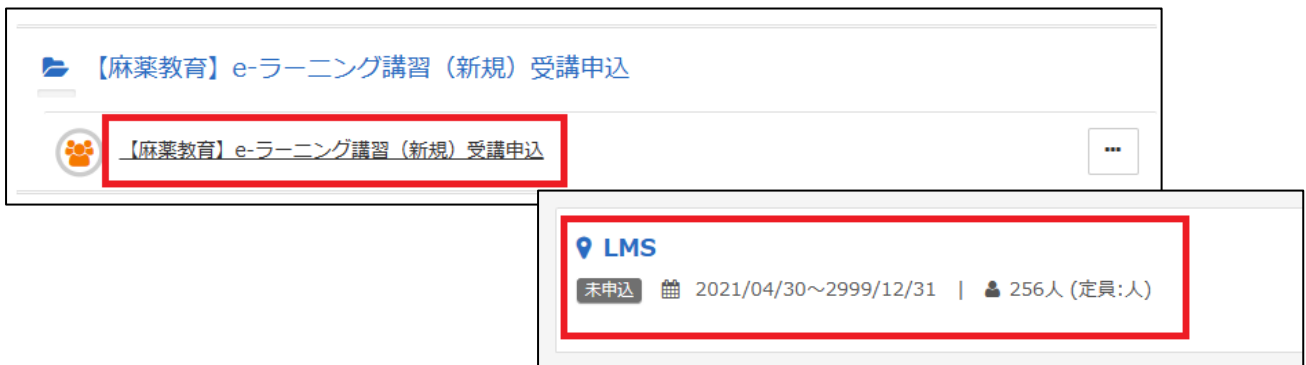 【麻薬教育】e-ラーニング講習（新規）受講申込
【麻薬教育】e-ラーニング講習（新規）受講申込
LMS
未申込 2021/04/30～2999/12/31 | 256人 (定員:人)